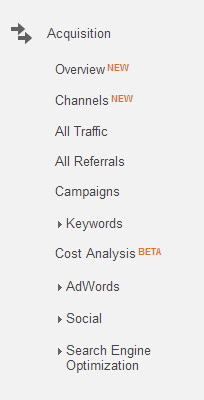 Acquisition
Overview NEW
Channels NEW
All Traffic
All Referrals
Campaigns
Keywords
Cost Analysis BETA
AdWords
Social
Search Engine
Optimization